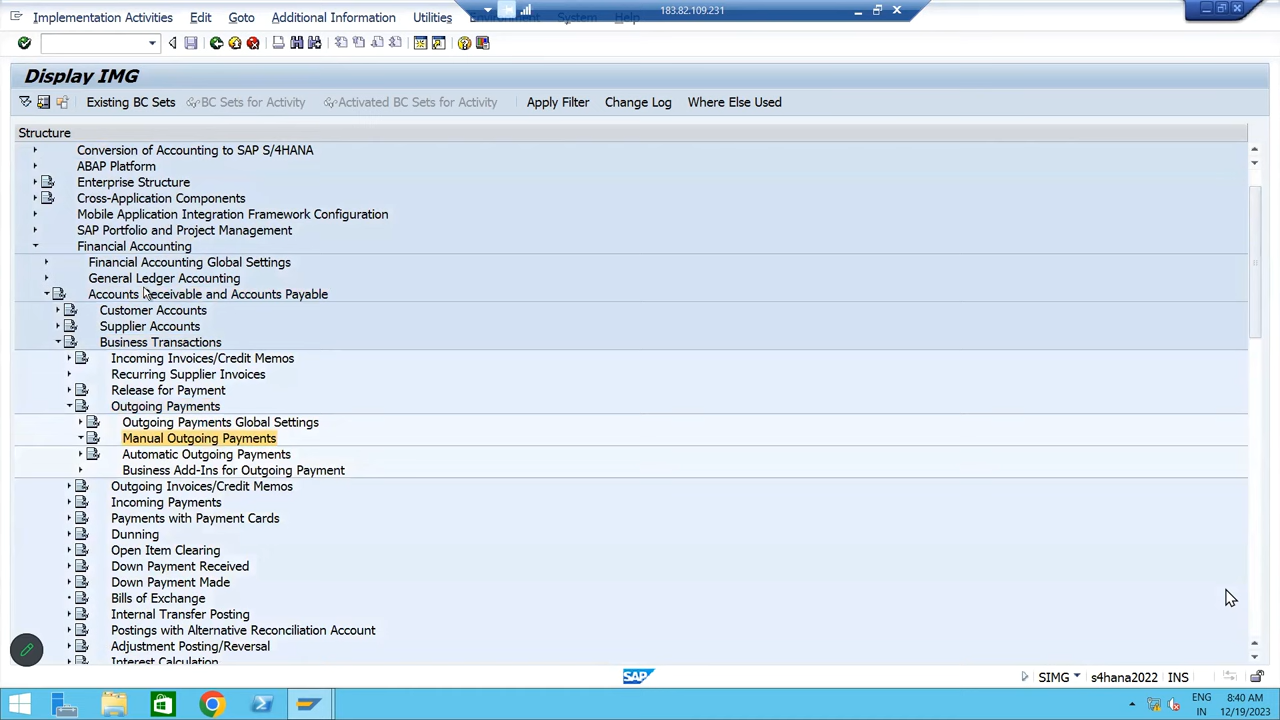 Implementation Activities Edit Goto Additional Information Utilities Environment System Help
183.82.109.231
Display IMG
Existing BC Sets BC Sets for Activity Activated BC Sets for Activity Apply Filter Change Log Where Else Used
Structure
Conversion of Accounting to SAP S/4HANA
ABAP Platform
Enterprise Structure
Cross-Application Components
Mobile Application Integration Framework Configuration
SAP Portfolio and Project Management
Financial Accounting
Financial Accounting Global Settings
General Ledger Accounting
Accounts Receivable and Accounts Payable
Customer Accounts
Supplier Accounts
Business Transactions
Incoming Invoices/Credit Memos
Recurring Supplier Invoices
Release for Payment
Outgoing Payments
Outgoing Payments Global Settings
Manual Outgoing Payments
Automatic Outgoing Payments
Business Add-Ins for Outgoing Payment
Outgoing Invoices/Credit Memos
Incoming Payments
Payments with Payment Cards
Dunning
Open Item Clearing
Down Payment Received
Down Payment Made
Bills of Exchange
Internal Transfer Posting
Postings with Alternative Reconciliation Account
Adjustment Posting/Reversal
Interest Calculation
SAP SIMG s4hana2022 INS
ENG 8:40 AM
IN 12/19/2023